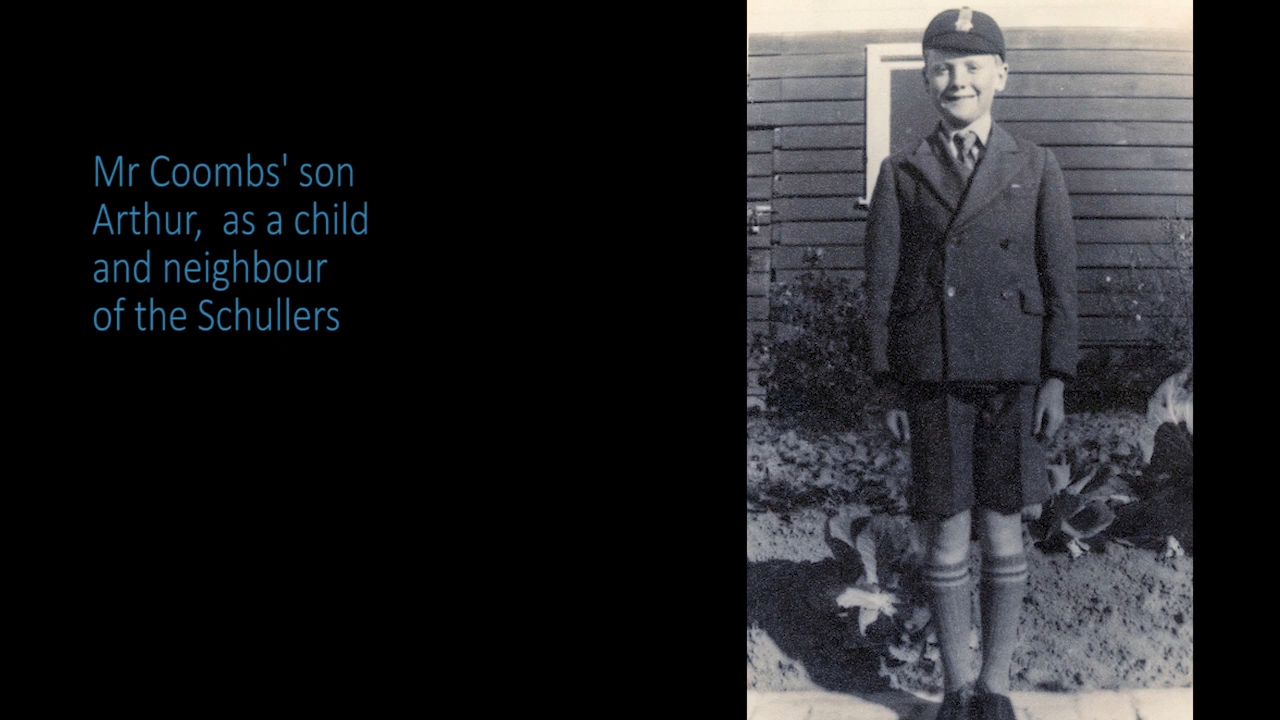 Mr Coombs' son
Arthur,  as a child
and neighbour
of the Schullers